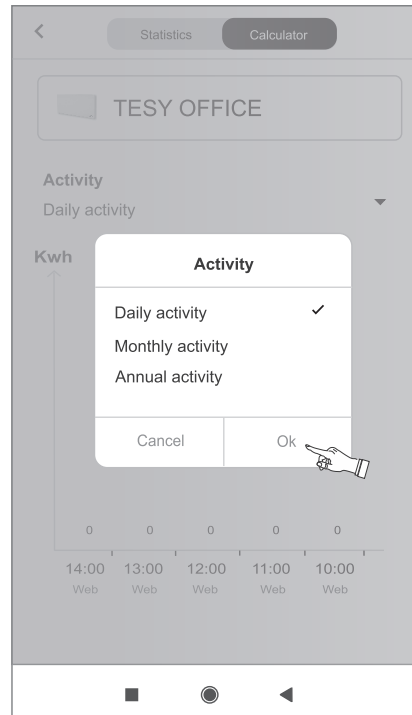 Statistics Calculator
TESY OFFICE
Activity
Daily activity
Kwh
Activity
Daily activity
Monthly activity
Annual activity
Cancel Ok
0 0 0 0 0
14:00 13:00 12:00 11:00 10:00
Web Web Web Web Web